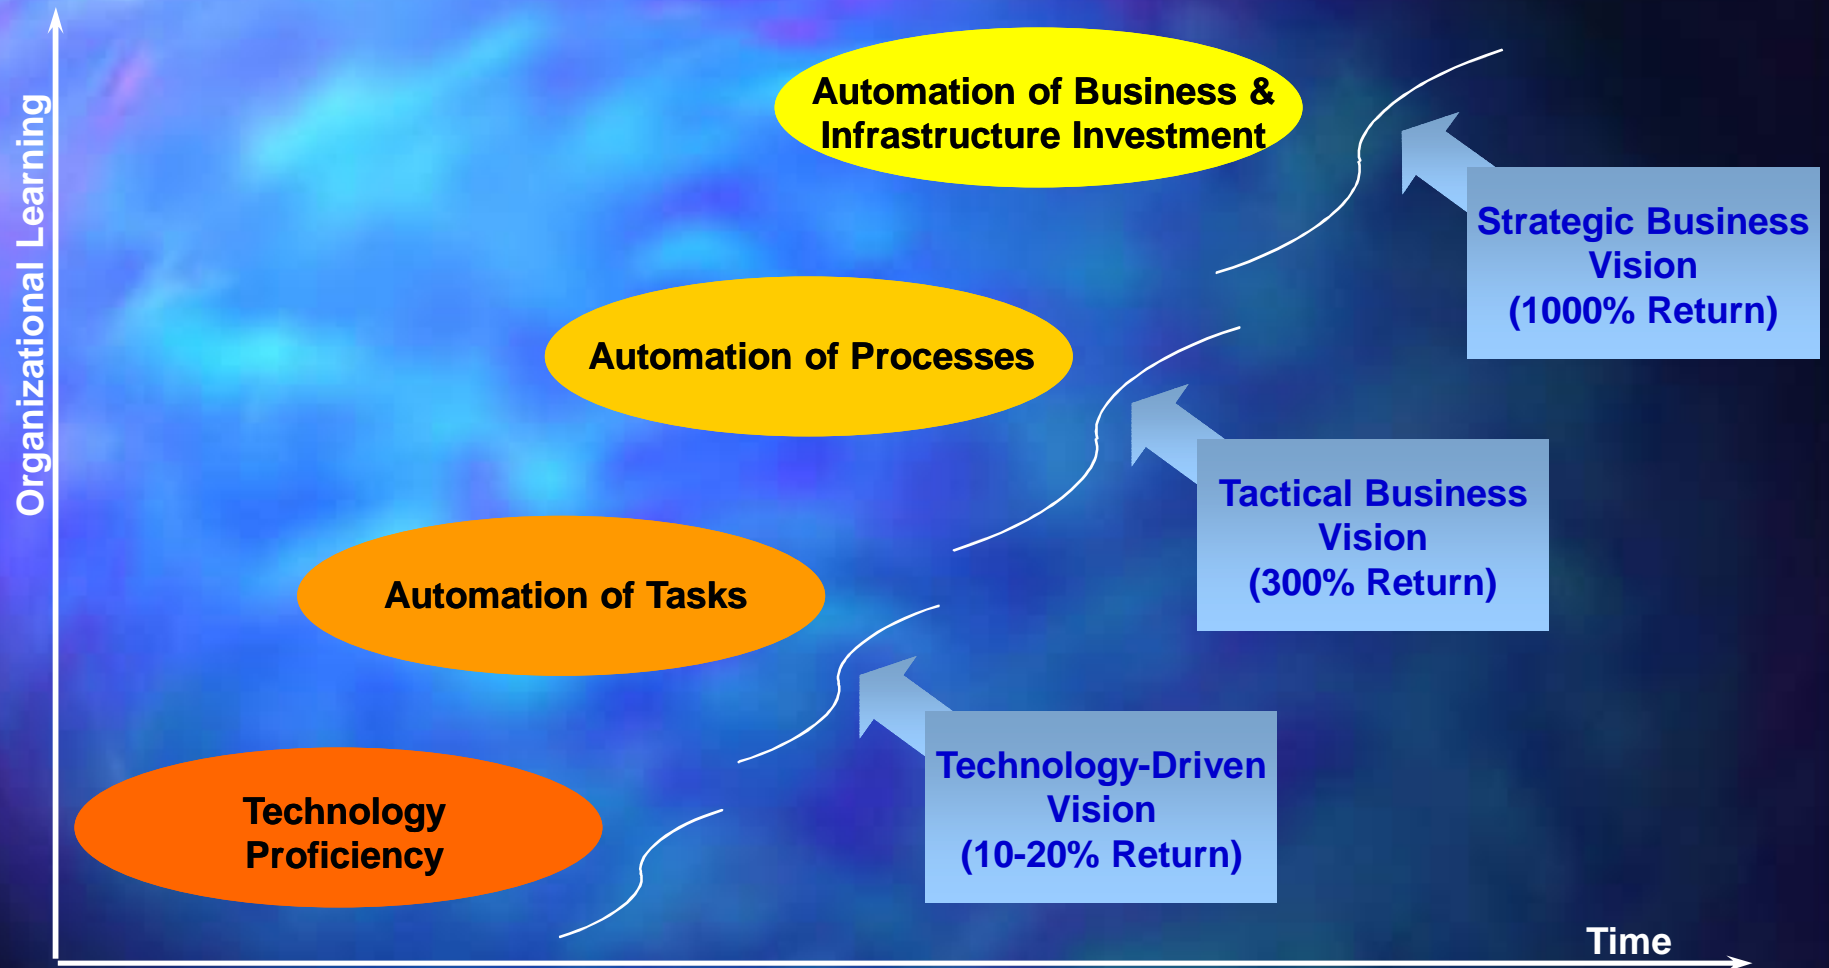 Organizational Learning
Automation of Business &
Infrastructure Investment
Strategic Business
Vision
(1000% Return)
Automation of Processes
Tactical Business
Vision
(300% Return)
Automation of Tasks
Technology-Driven
Vision
(10-20% Return)
Technology
Proficiency
Time